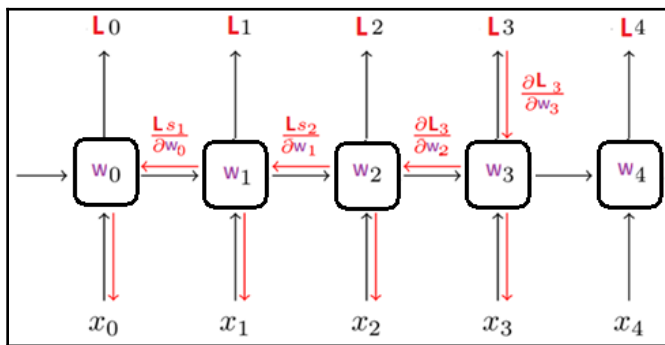 L0 L1 L2 L3 L4
∂L3
∂w3
Ls1 Ls2 ∂L3
∂w0 ∂w1 ∂w2
w0 w1 w2 w3 w4
x0 x1 x2 x3 x4